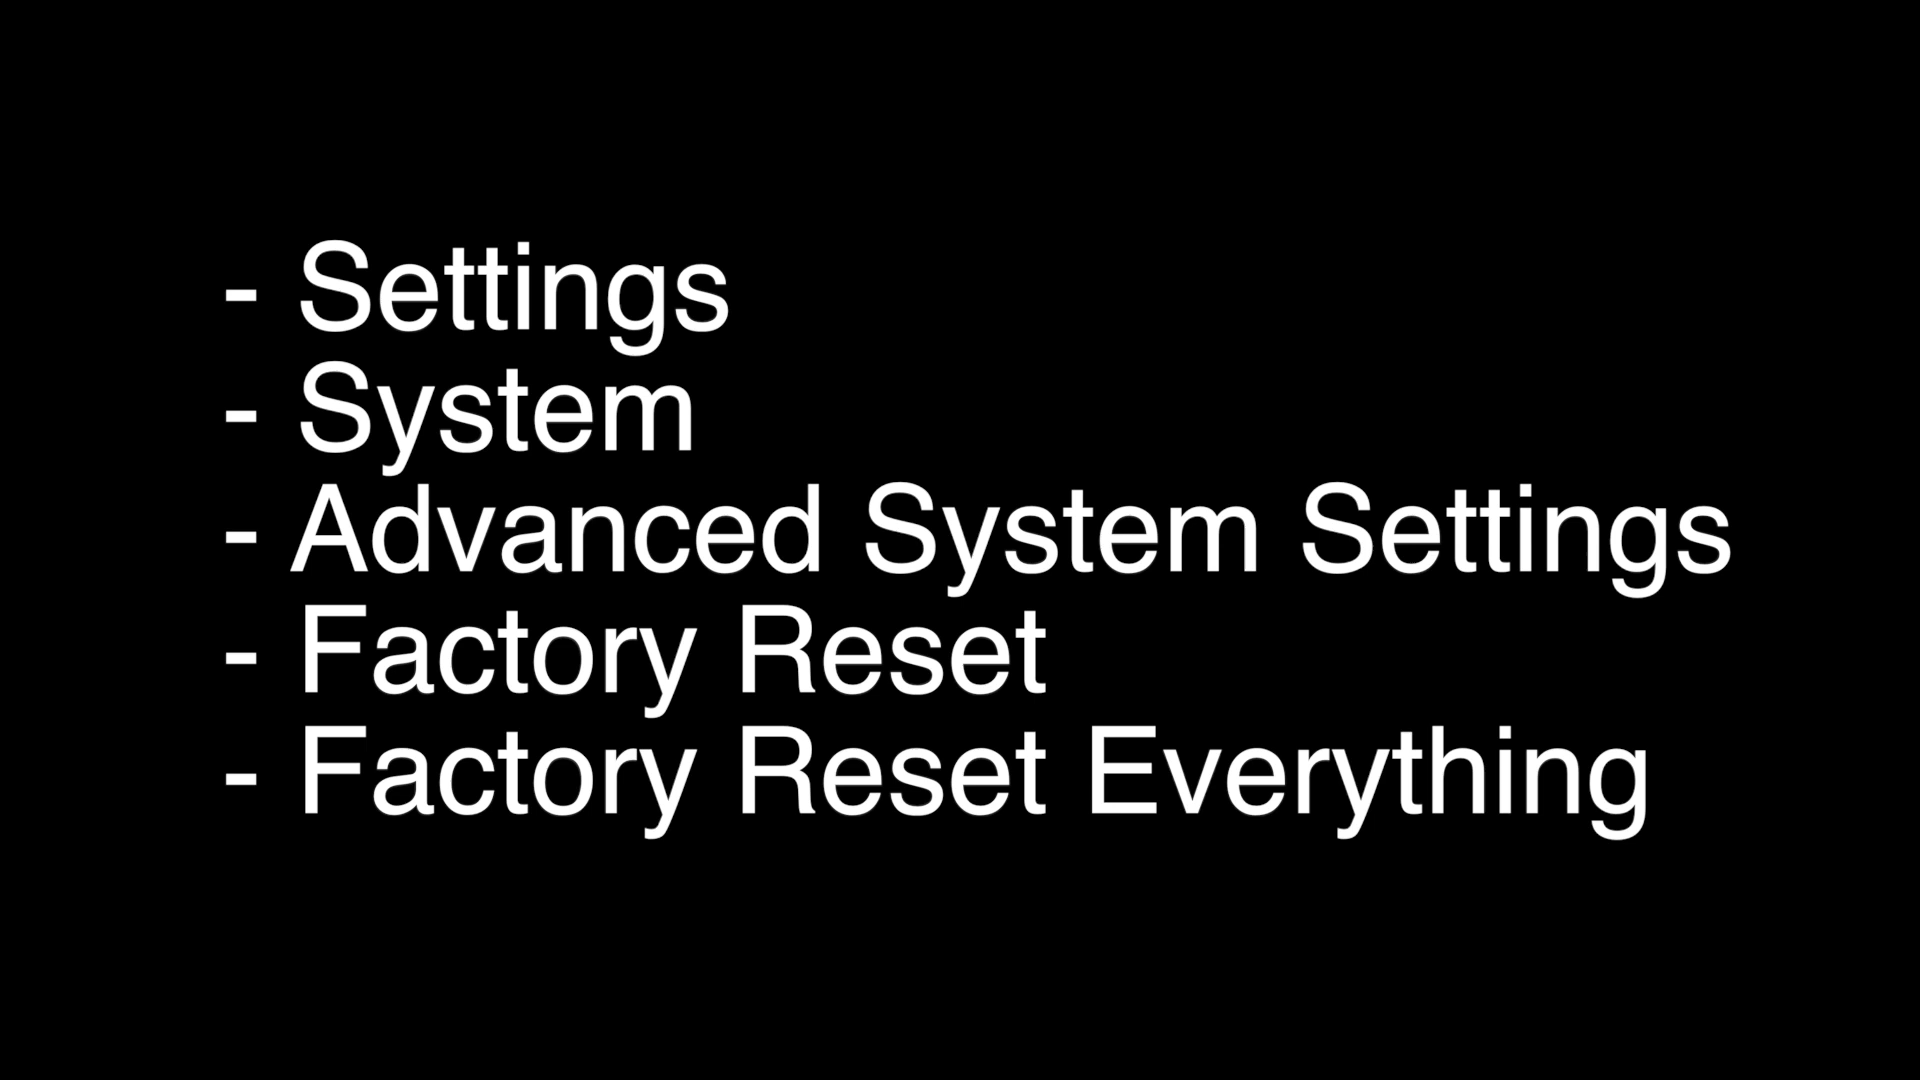 - Settings
- System
- Advanced System Settings
- Factory Reset
- Factory Reset Everything